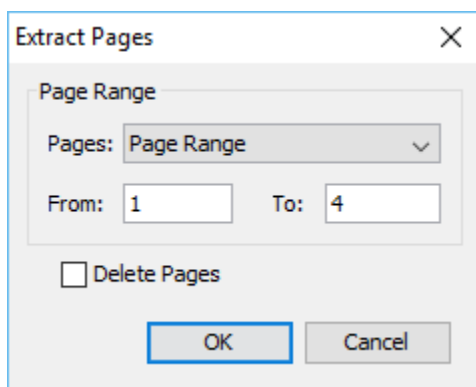 Extract Pages
Page Range
Pages: Page Range
From: 1 To: 4
Delete Pages
OK Cancel